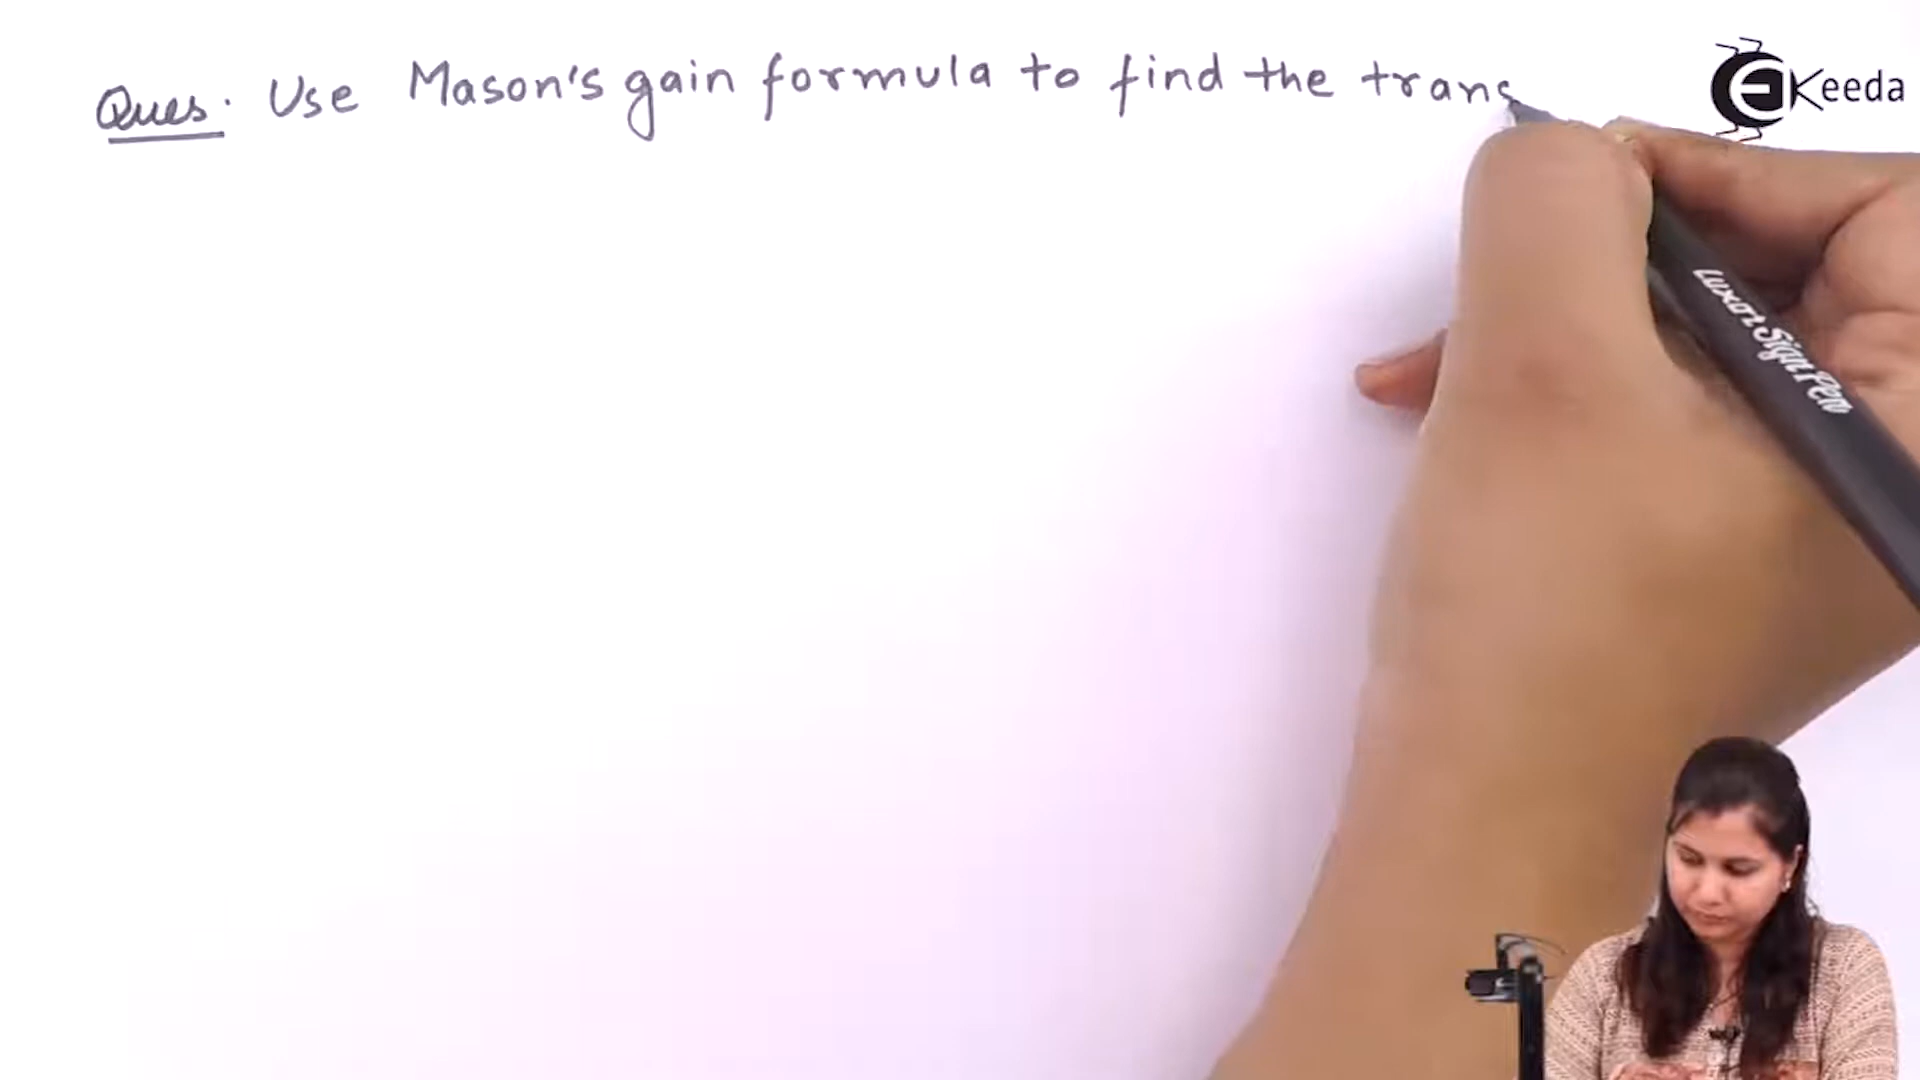 Ques. Use Mason's gain formula to find the trans
EKeeda
Luxor Sign Pen